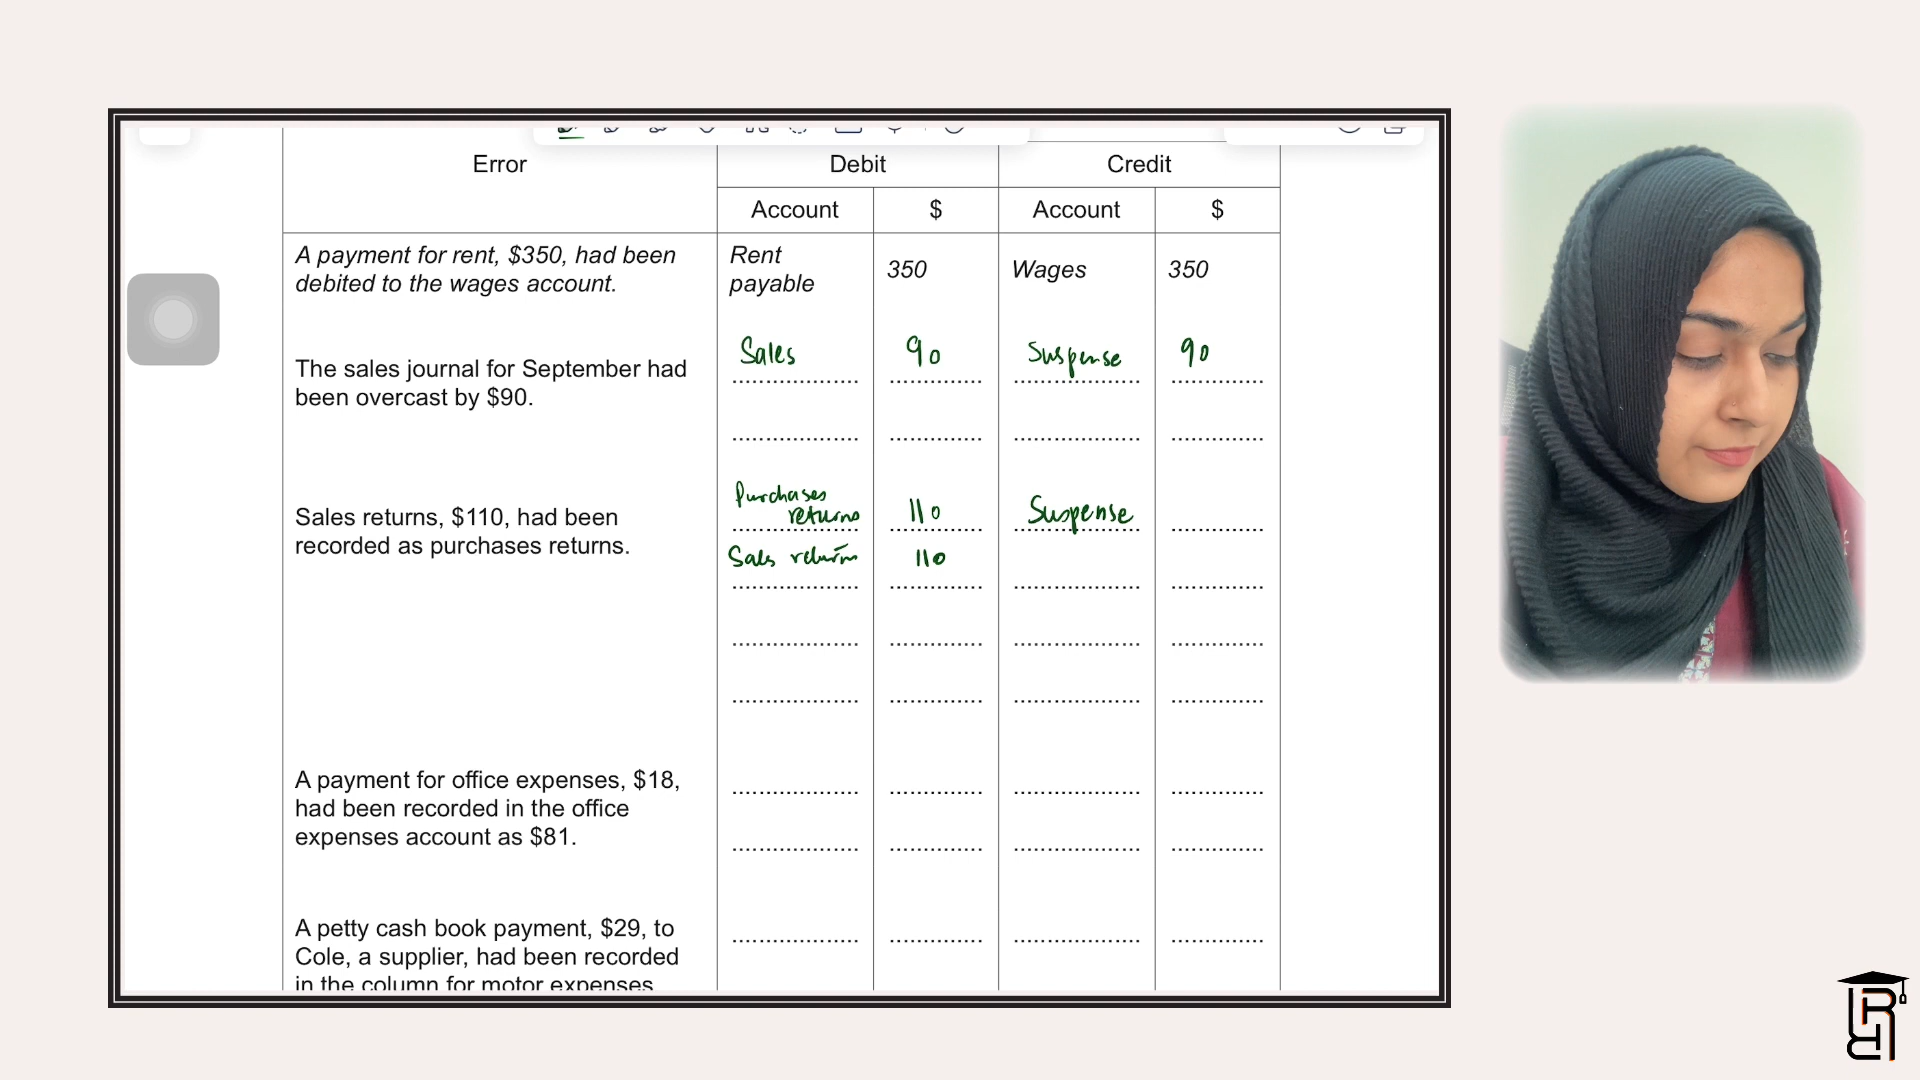 Error
Debit
Credit
Account
$
Account
$
A payment for rent, $350, had been
debited to the wages account.
Rent
payable
350
Wages
350
The sales journal for September had
been overcast by $90.
Sales
90
Suspense
90
Sales returns, $110, had been
recorded as purchases returns.
Purchases
returns
110
Suspense
Sales return
110
A payment for office expenses, $18,
had been recorded in the office
expenses account as $81.
A petty cash book payment, $29, to
Cole, a supplier, had been recorded
in the column for motor expenses